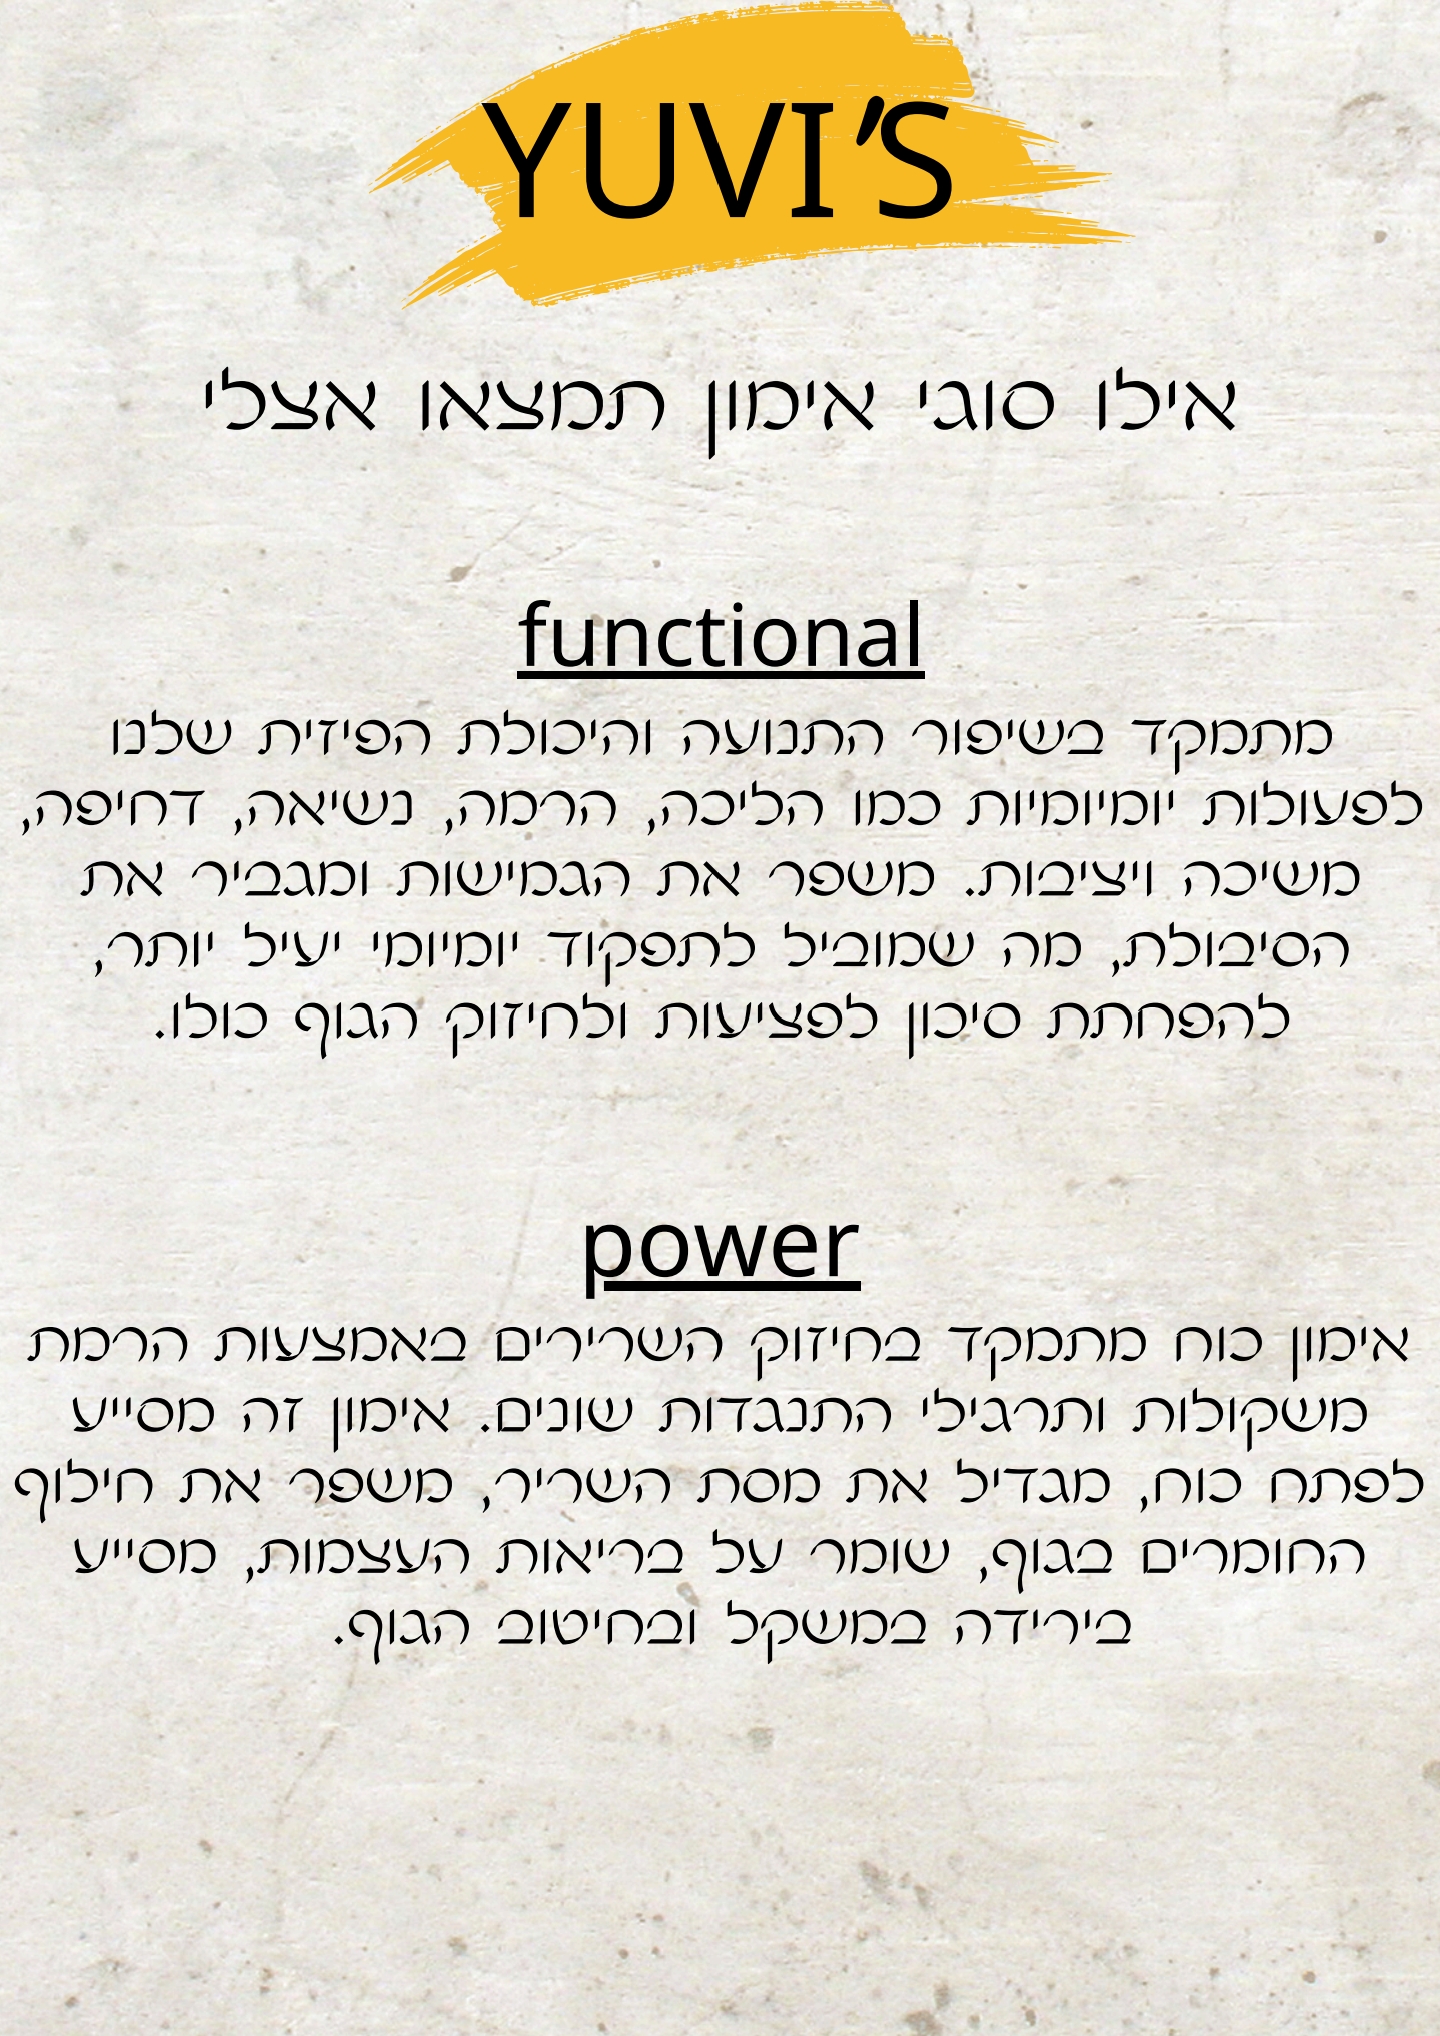 YUVI'S
אילו סוגי אימון תמצאו אצלי
functional
מתמקד בשיפור התנועה והיכולת הפיזית שלנו
לפעולות יומיומיות כמו הליכה, הרמה, נשיאה, דחיפה,
משיכה ויציבות. משפר את הגמישות ומגביר את
הסיבולת, מה שמוביל לתפקוד יומיומי יעיל יותר,
להפחתת סיכון לפציעות ולחיזוק הגוף כולו.
power
אימון כוח מתמקד בחיזוק השרירים באמצעות הרמת
משקולות ותרגילי התנגדות שונים. אימון זה מסייע
לפתח כוח, מגדיל את מסת השריר, משפר את חילוף
החומרים בגוף, שומר על בריאות העצמות, מסייע
בירידה במשקל ובחיטוב הגוף.